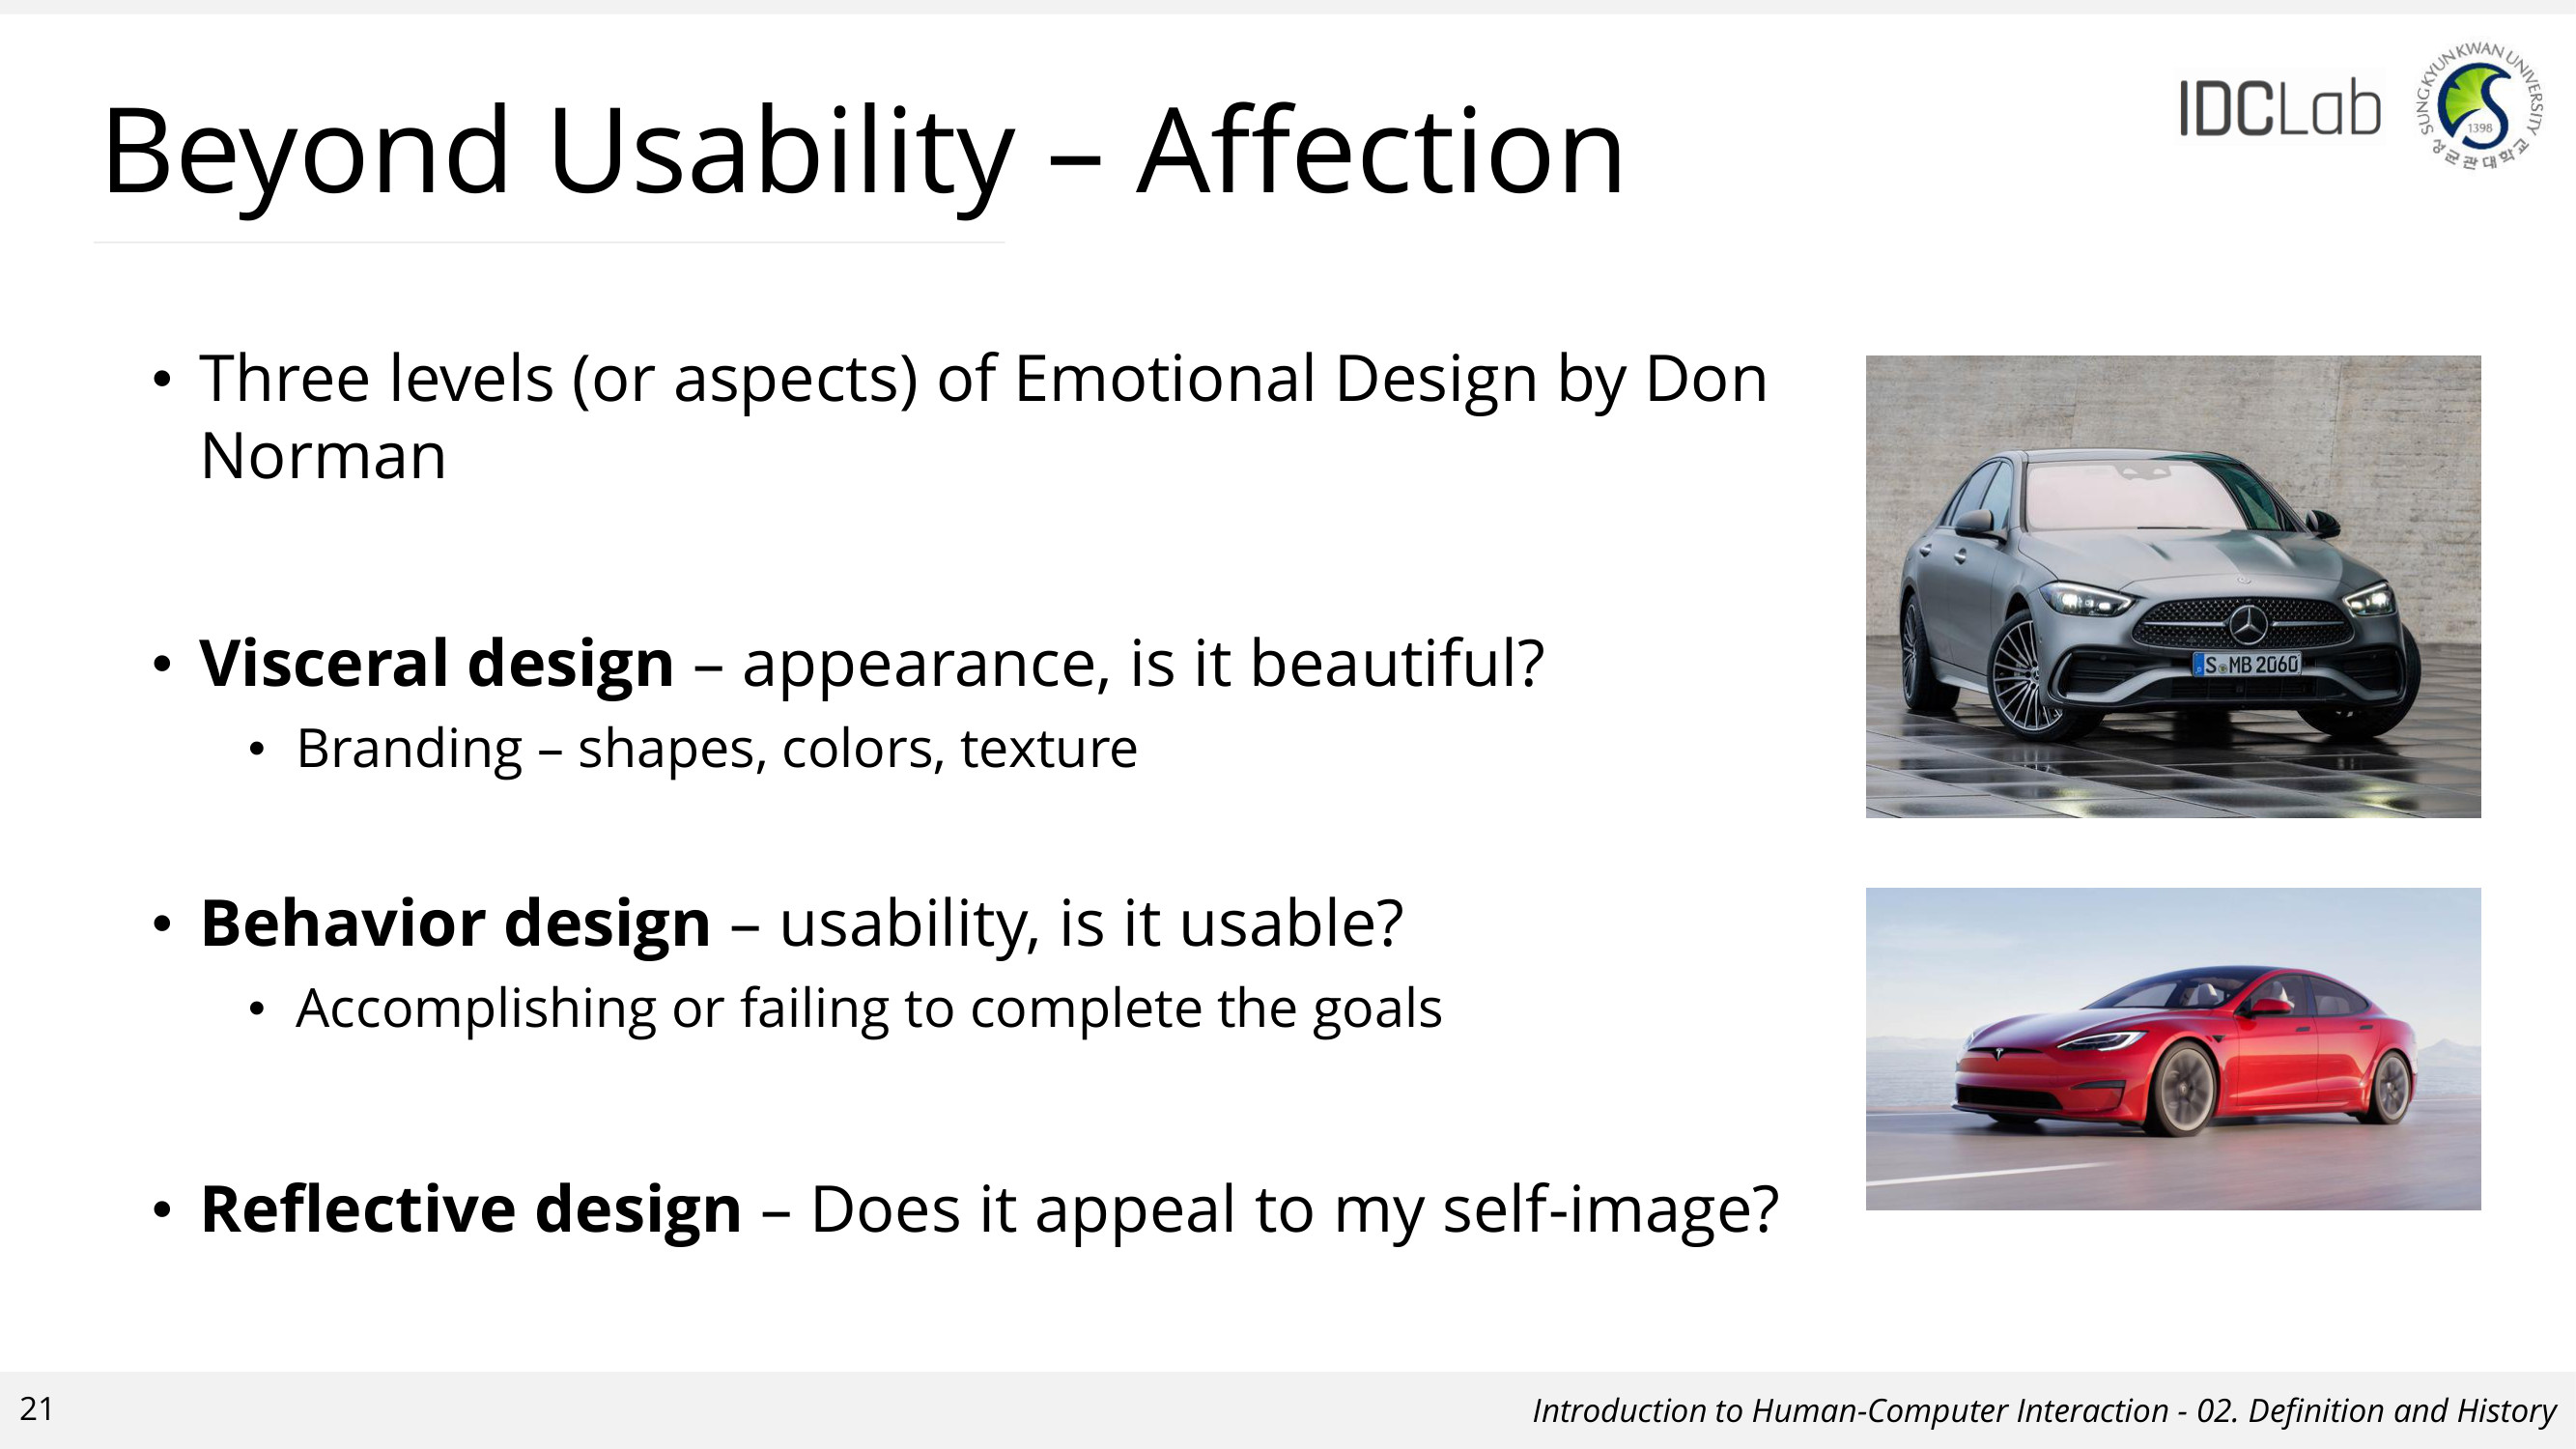 Beyond Usability – Affection
IDCLab
SUNGKYUNKWAN UNIVERSITY
1398
성균관대학교
• Three levels (or aspects) of Emotional Design by Don
Norman
• Visceral design – appearance, is it beautiful?
• Branding – shapes, colors, texture
• Behavior design – usability, is it usable?
• Accomplishing or failing to complete the goals
• Reflective design – Does it appeal to my self-image?
S MB 2060
21
Introduction to Human-Computer Interaction - 02. Definition and History